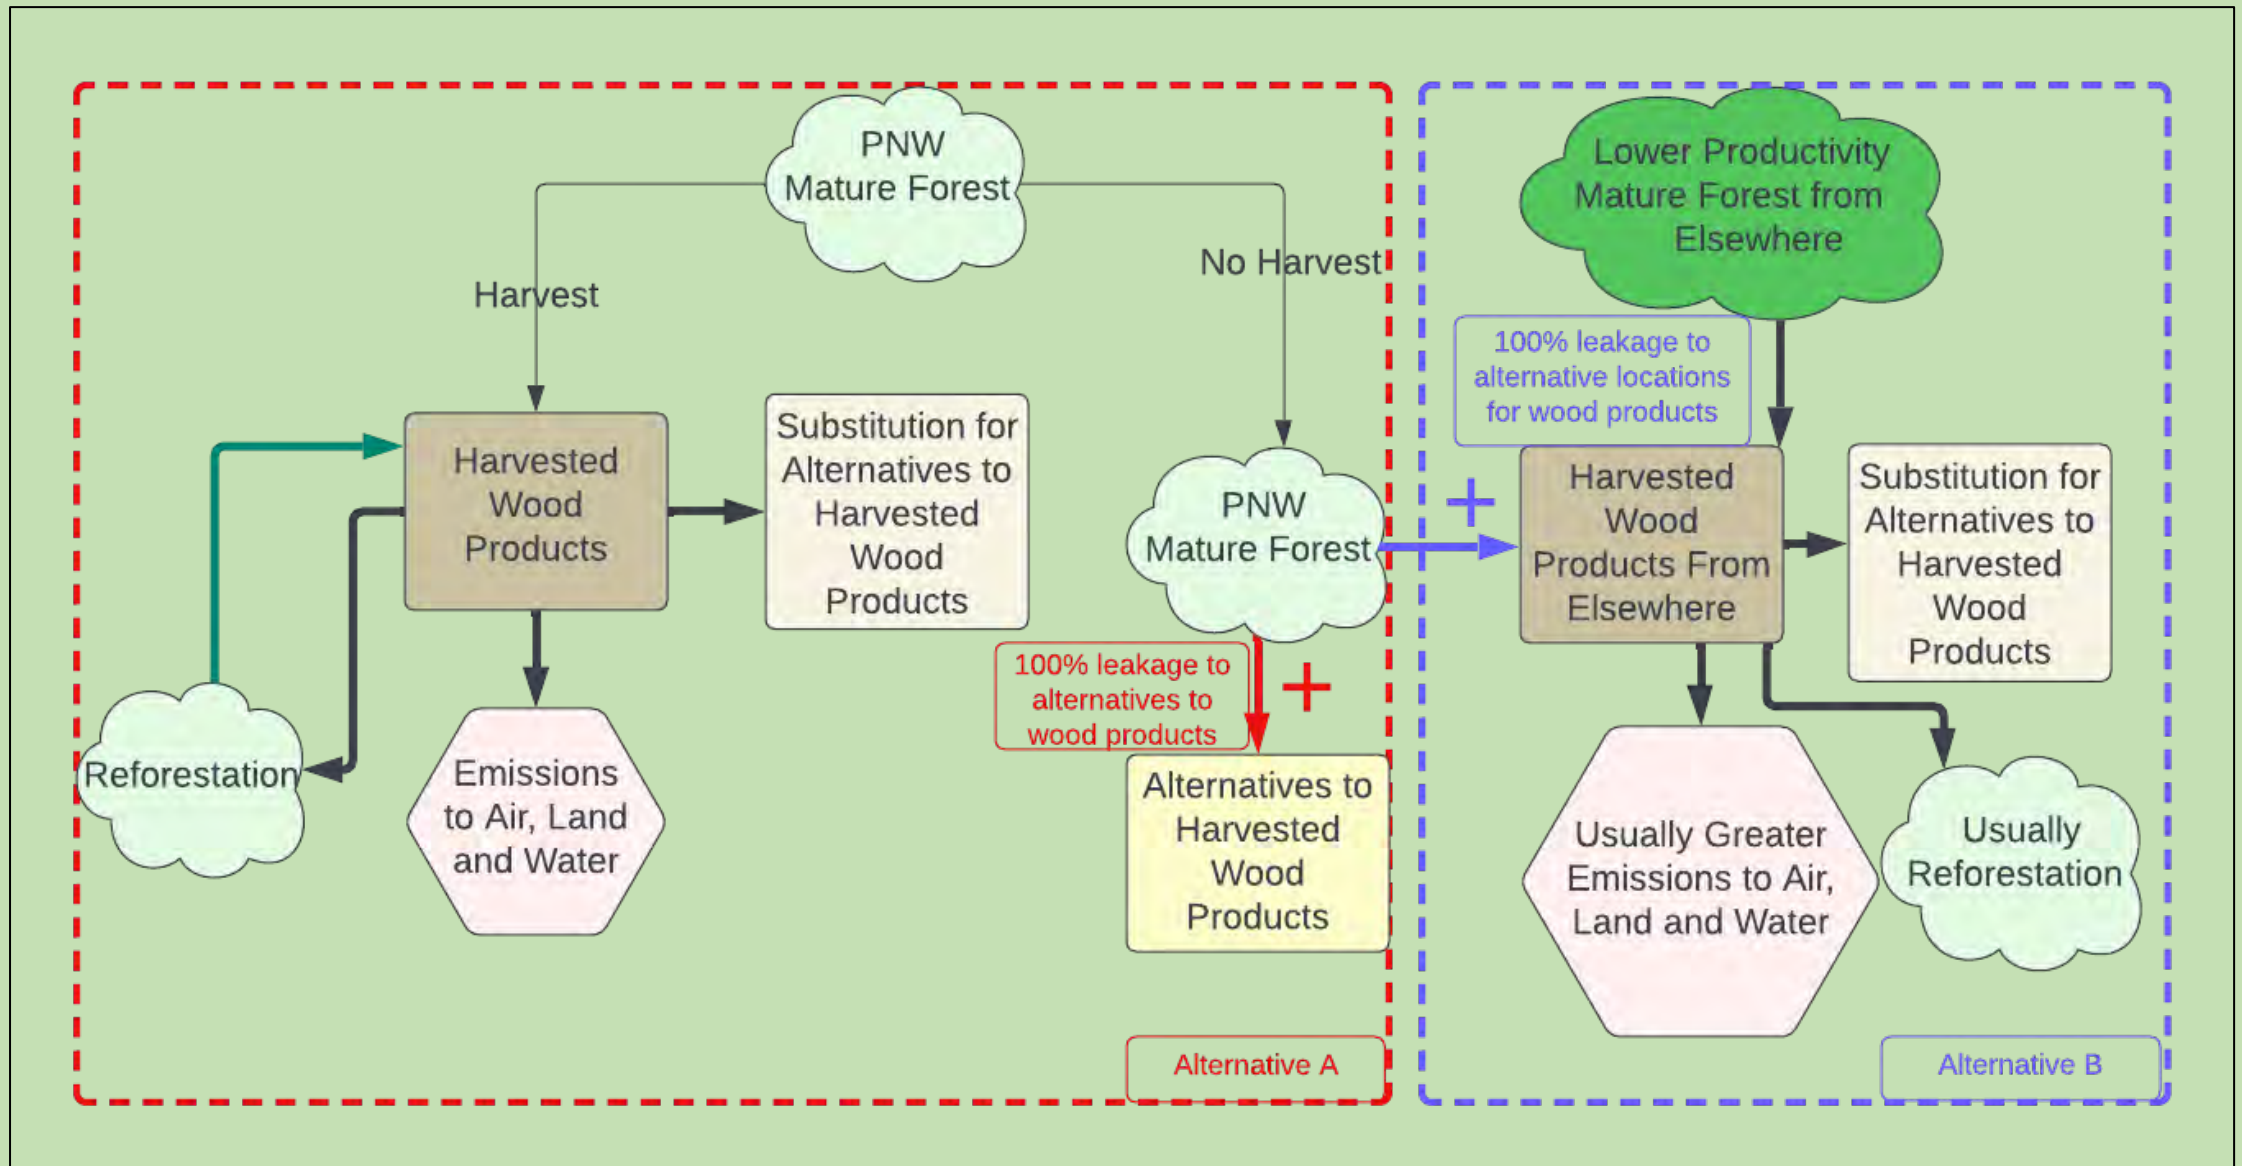 PNW
Mature Forest
Harvest
No Harvest
Harvested
Wood
Products
Substitution for
Alternatives to
Harvested
Wood
Products
Reforestation
Emissions
to Air, Land
and Water
PNW
Mature Forest
100% leakage to
alternatives to
wood products
+
Alternatives to
Harvested
Wood
Products
Alternative A
Lower Productivity
Mature Forest from
Elsewhere
100% leakage to
alternative locations
for wood products
+
Harvested
Wood
Products From
Elsewhere
Substitution for
Alternatives to
Harvested
Wood
Products
Usually Greater
Emissions to Air,
Land and Water
Usually
Reforestation
Alternative B